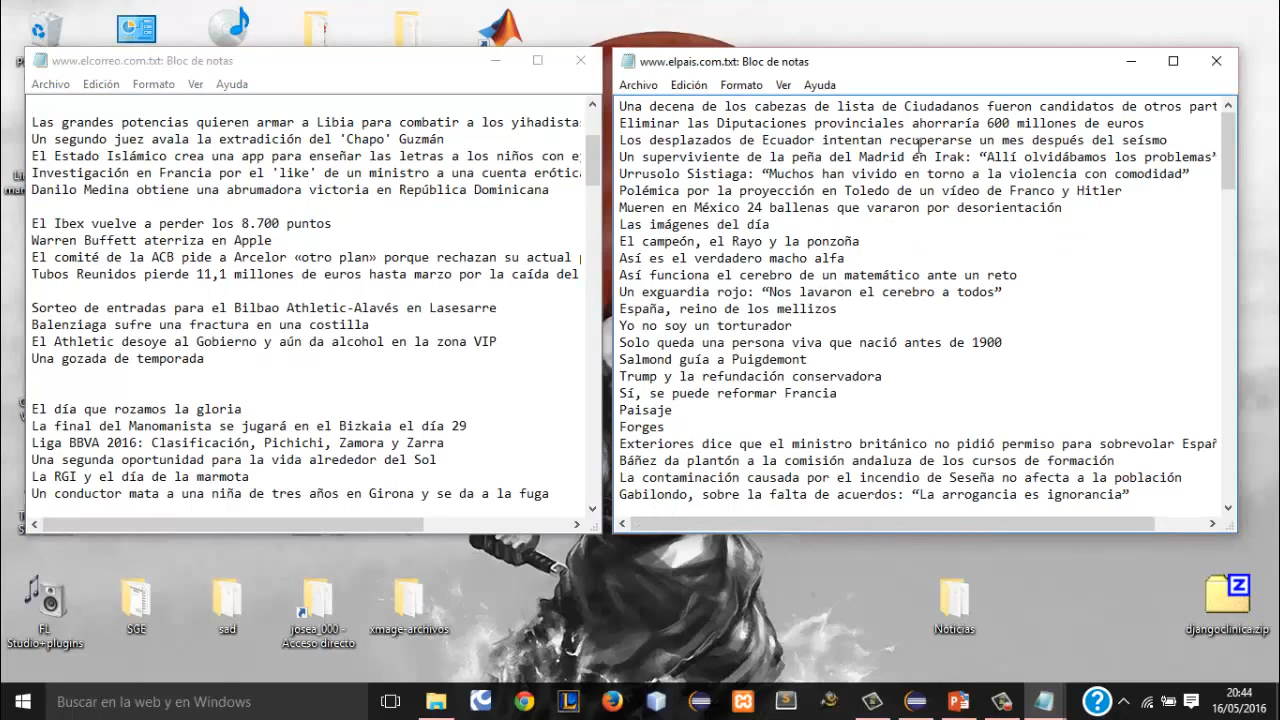 www.elcorreo.com.txt: Bloc de notas
Archivo Edición Formato Ver Ayuda
Las grandes potencias quieren armar a Libia para combatir a los yihadista
Un segundo juez avala la extradición del 'Chapo' Guzmán
El Estado Islámico crea una app para enseñar las letras a los niños con e
Investigación en Francia por el 'like' de un ministro a una cuenta erótic
Danilo Medina obtiene una abrumadora victoria en República Dominicana
El Ibex vuelve a perder los 8.700 puntos
Warren Buffett aterriza en Apple
El comité de la ACB pide a Arcelor «otro plan» porque rechazan su actual
Tubos Reunidos pierde 11,1 millones de euros hasta marzo por la caída del
Sorteo de entradas para el Bilbao Athletic-Alavés en Lasesarre
Balenziaga sufre una fractura en una costilla
El Athletic desoye al Gobierno y aún da alcohol en la zona VIP
Una gozada de temporada
El día que rozamos la gloria
La final del Manomanista se jugará en el Bizkaia el día 29
Liga BBVA 2016: Clasificación, Pichichi, Zamora y Zarra
Una segunda oportunidad para la vida alrededor del Sol
La RGI y el día de la marmota
Un conductor mata a una niña de tres años en Girona y se da a la fuga
www.elpais.com.txt: Bloc de notas
Archivo Edición Formato Ver Ayuda
Una decena de los cabezas de lista de Ciudadanos fueron candidatos de otros part
Eliminar las Diputaciones provinciales ahorraría 600 millones de euros
Los desplazados de Ecuador intentan recuperarse un mes después del seísmo
Un superviviente de la peña del Madrid en Irak: “Allí olvidábamos los problemas”
Urrusolo Sistiaga: “Muchos han vivido en torno a la violencia con comodidad”
Polémica por la proyección en Toledo de un vídeo de Franco y Hitler
Mueren en México 24 ballenas que vararon por desorientación
Las imágenes del día
El campeón, el Rayo y la ponzoña
Así es el verdadero macho alfa
Así funciona el cerebro de un matemático ante un reto
Un exguardia rojo: “Nos lavaron el cerebro a todos”
España, reino de los mellizos
Yo no soy un torturador
Solo queda una persona viva que nació antes de 1900
Salmond guía a Puigdemont
Trump y la refundación conservadora
Sí, se puede reformar Francia
Paisaje
Forges
Exteriores dice que el ministro británico no pidió permiso para sobrevolar Españ
Báñez da plantón a la comisión andaluza de los cursos de formación
La contaminación causada por el incendio de Seseña no afecta a la población
Gabilondo, sobre la falta de acuerdos: “La arrogancia es ignorancia”
FL Studio+plugins
SGE
sad
josea_000 - Acceso directo
xmage-archivos
Noticias
djangoclinica.zip
Buscar en la web y en Windows
20:44
16/05/2016